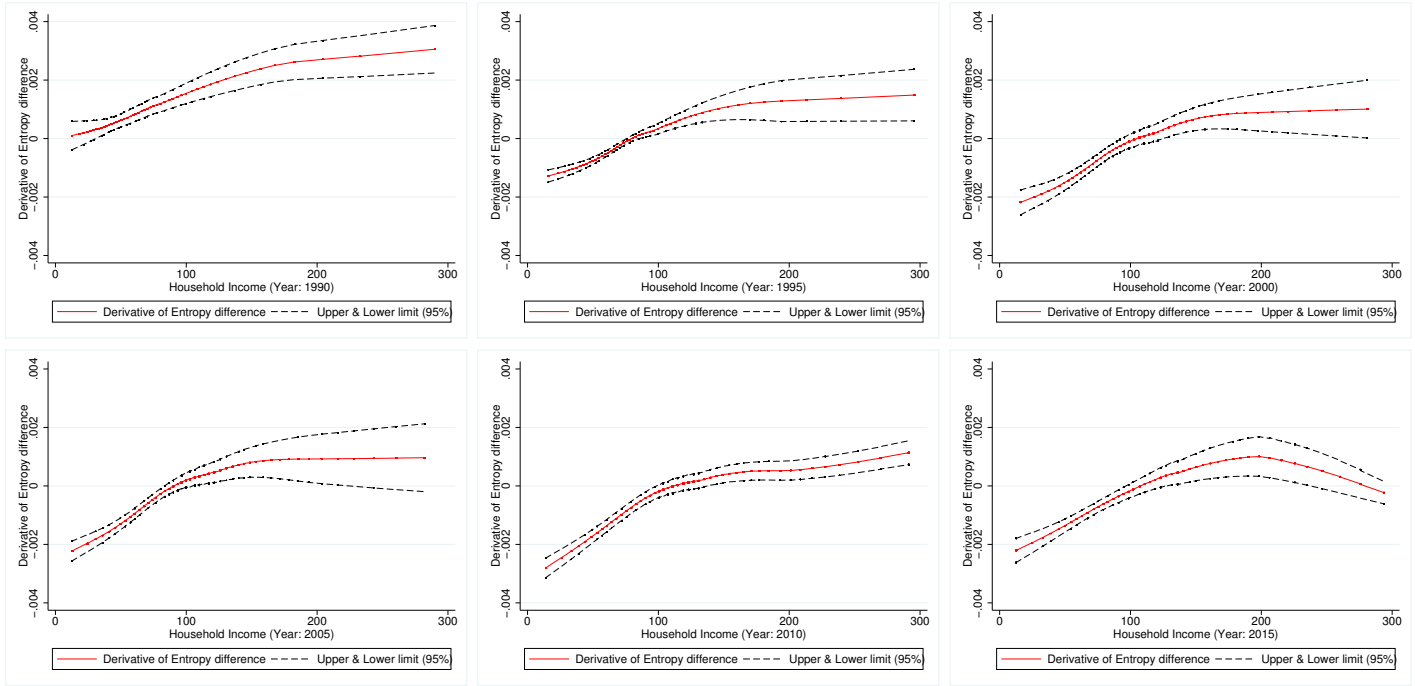 .004
.002
0
-.002
-.004
Derivative of Entropy difference
0 100 200 300
Household Income (Year: 1990)
Derivative of Entropy difference Upper & Lower limit (95%)
.004
.002
0
-.002
-.004
Derivative of Entropy difference
0 100 200 300
Household Income (Year: 1995)
Derivative of Entropy difference Upper & Lower limit (95%)
.004
.002
0
-.002
-.004
Derivative of Entropy difference
0 100 200 300
Household Income (Year: 2000)
Derivative of Entropy difference Upper & Lower limit (95%)
.004
.002
0
-.002
-.004
Derivative of Entropy difference
0 100 200 300
Household Income (Year: 2005)
Derivative of Entropy difference Upper & Lower limit (95%)
.004
.002
0
-.002
-.004
Derivative of Entropy difference
0 100 200 300
Household Income (Year: 2010)
Derivative of Entropy difference Upper & Lower limit (95%)
.004
.002
0
-.002
-.004
Derivative of Entropy difference
0 100 200 300
Household Income (Year: 2015)
Derivative of Entropy difference Upper & Lower limit (95%)